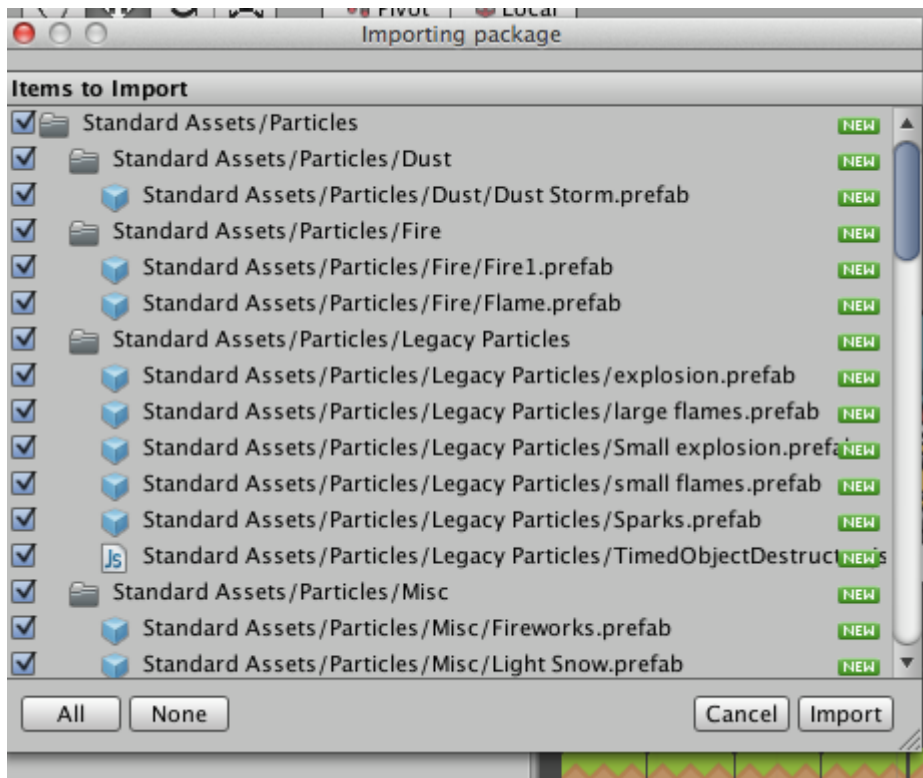 Pivot Local
Importing package
Items to Import
Standard Assets/Particles NEW
Standard Assets/Particles/Dust NEW
Standard Assets/Particles/Dust/Dust Storm.prefab NEW
Standard Assets/Particles/Fire NEW
Standard Assets/Particles/Fire/Fire1.prefab NEW
Standard Assets/Particles/Fire/Flame.prefab NEW
Standard Assets/Particles/Legacy Particles NEW
Standard Assets/Particles/Legacy Particles/explosion.prefab NEW
Standard Assets/Particles/Legacy Particles/large flames.prefab NEW
Standard Assets/Particles/Legacy Particles/Small explosion.prefa NEW
Standard Assets/Particles/Legacy Particles/small flames.prefab NEW
Standard Assets/Particles/Legacy Particles/Sparks.prefab NEW
Js Standard Assets/Particles/Legacy Particles/TimedObjectDestruct NEW
Standard Assets/Particles/Misc NEW
Standard Assets/Particles/Misc/Fireworks.prefab NEW
Standard Assets/Particles/Misc/Light Snow.prefab NEW
All None Cancel Import